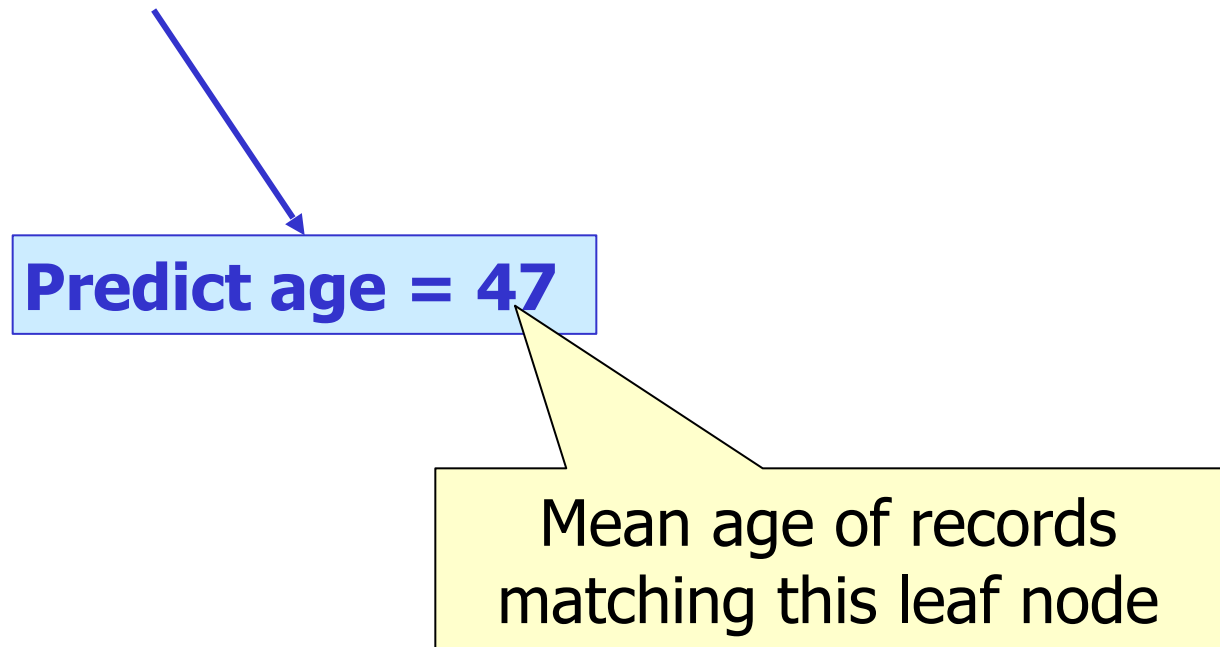 Predict age = 47
Mean age of records
matching this leaf node